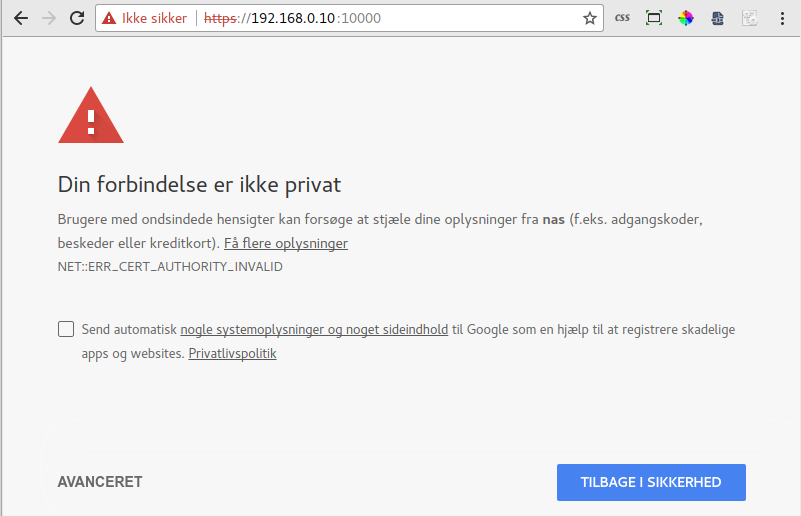 Ikke sikker https://192.168.0.10:10000 CSS
Din forbindelse er ikke privat
Brugere med ondsindede hensigter kan forsøge at stjæle dine oplysninger fra nas (f.eks. adgangskoder,
beskeder eller kreditkort). Få flere oplysninger
NET::ERR_CERT_AUTHORITY_INVALID
Send automatisk nogle systemoplysninger og noget sideindhold til Google som en hjælp til at registrere skadelige
apps og websites. Privatlivspolitik
AVANCERET TILBAGE I SIKKERHED